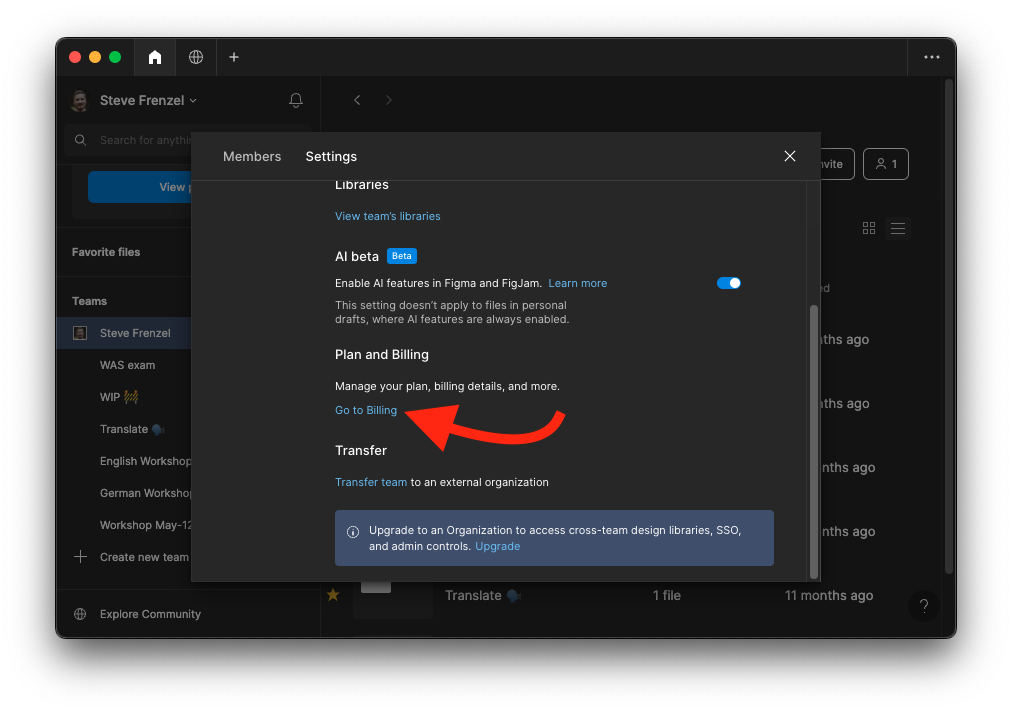 Steve Frenzel
Search for anythin
View p
Favorite files
Teams
Steve Frenzel
WAS exam
WIP 🚧
Translate 🗣️
English Workshop
German Workshop
Workshop May-12
Create new team
Explore Community
Members Settings
Libraries
View team's libraries
AI beta Beta
Enable AI features in Figma and FigJam. Learn more
This setting doesn't apply to files in personal
drafts, where AI features are always enabled.
Plan and Billing
Manage your plan, billing details, and more.
Go to Billing
Transfer
Transfer team to an external organization
Upgrade to an Organization to access cross-team design libraries, SSO,
and admin controls. Upgrade
nvite
1
ed
nths ago
ths ago
nths ago
nths ago
Translate 🗣️ 1 file 11 months ago
?